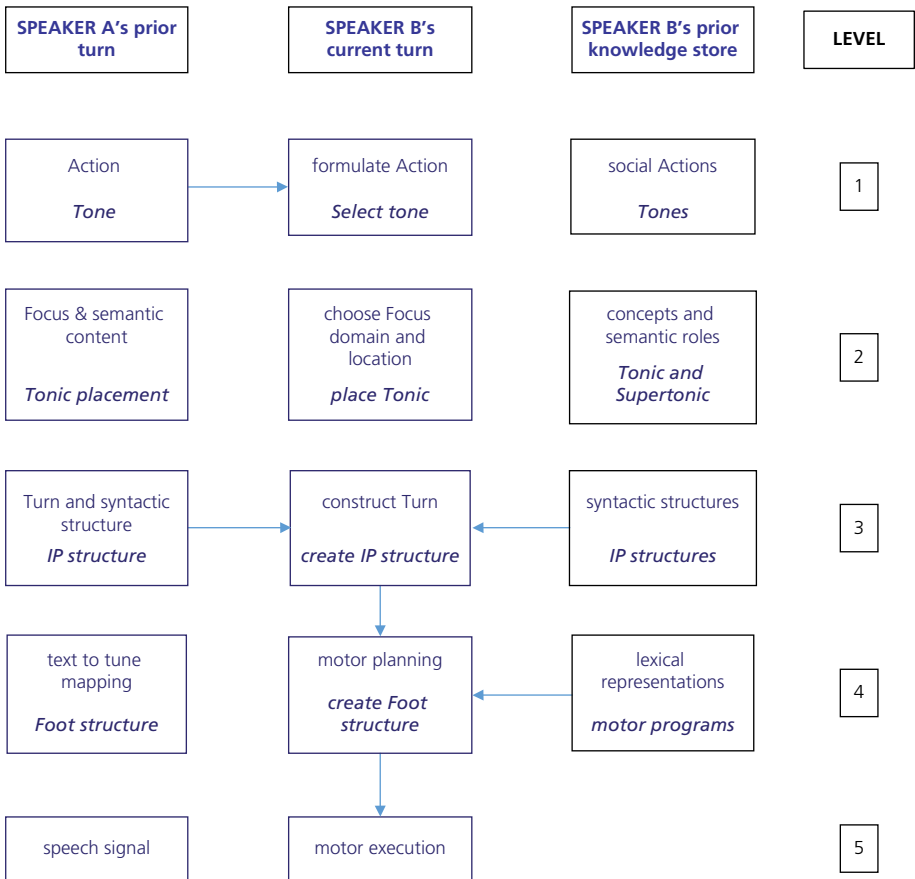 SPEAKER A's prior
turn
SPEAKER B's
current turn
SPEAKER B's prior
knowledge store
LEVEL
Action
Tone
formulate Action
Select tone
social Actions
Tones
1
Focus & semantic
content
Tonic placement
choose Focus
domain and
location
place Tonic
concepts and
semantic roles
Tonic and
Supertonic
2
Turn and syntactic
structure
IP structure
construct Turn
create IP structure
syntactic structures
IP structures
3
text to tune
mapping
Foot structure
motor planning
create Foot
structure
lexical
representations
motor programs
4
speech signal
motor execution
5